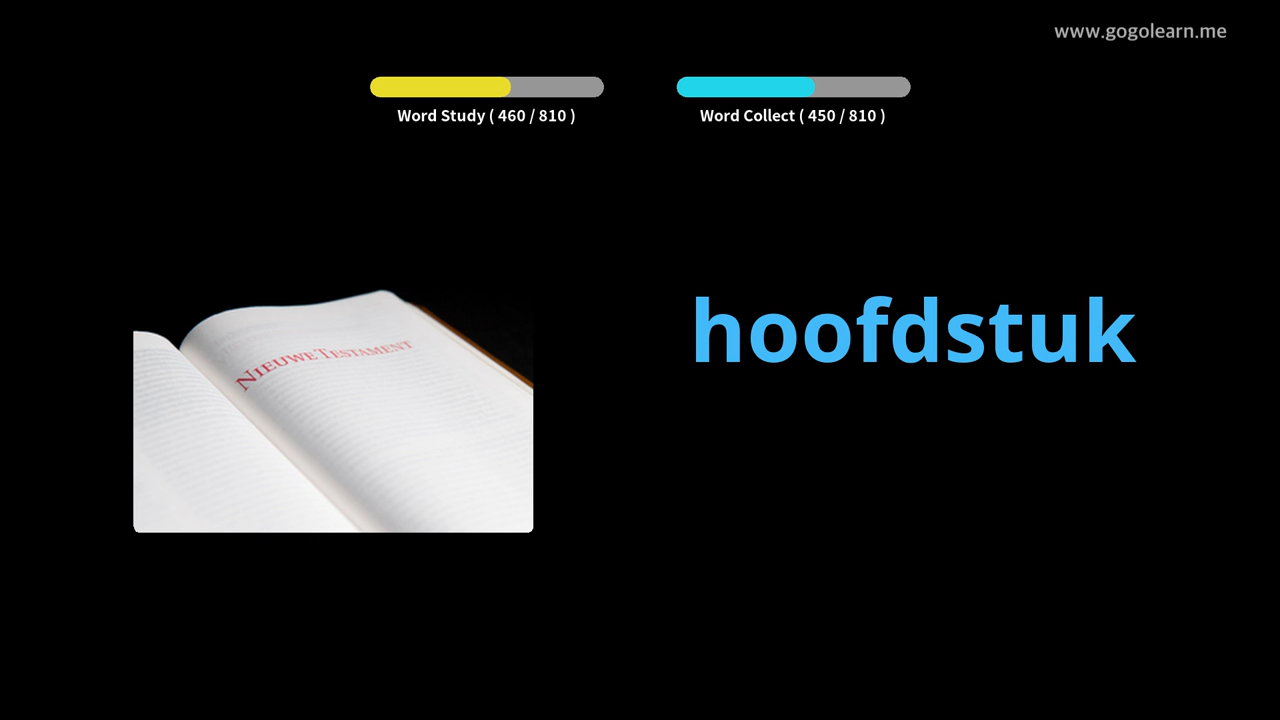 www.gogolearn.me
Word Study ( 460 / 810 )
Word Collect ( 450 / 810 )
NIEUWE TESTAMENT
hoofdstuk